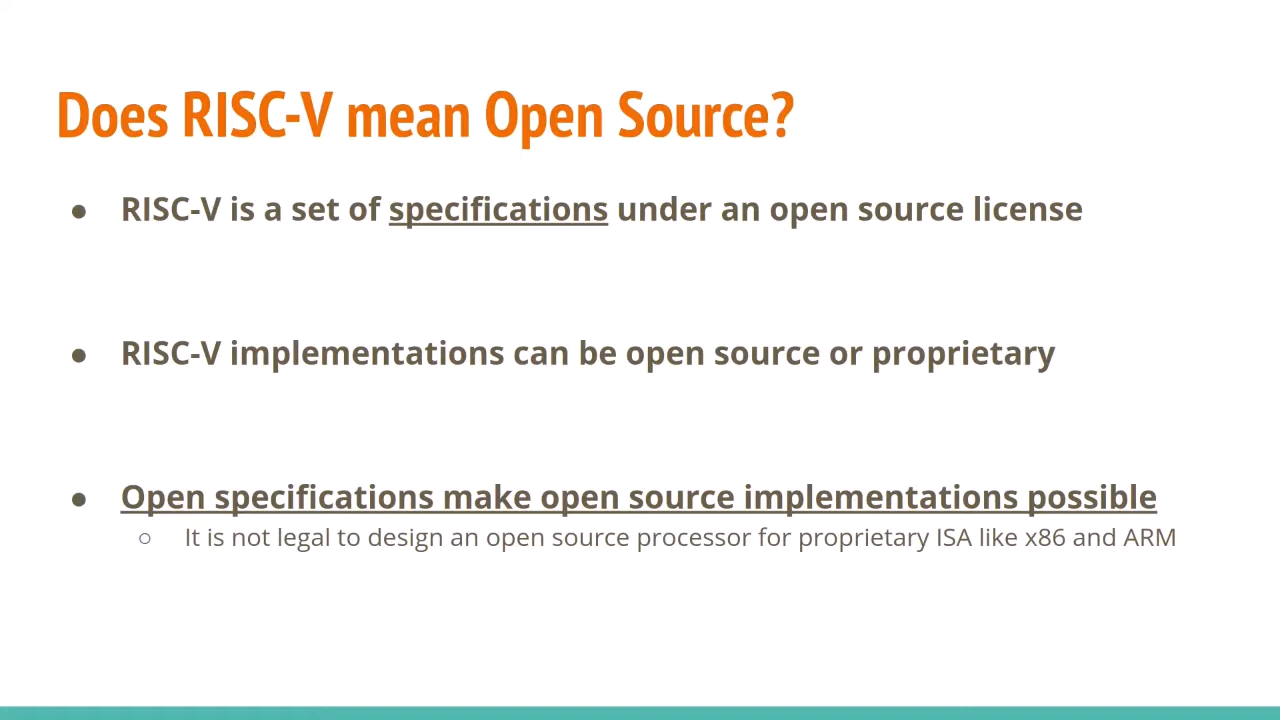 Does RISC-V mean Open Source?
● RISC-V is a set of specifications under an open source license
● RISC-V implementations can be open source or proprietary
● Open specifications make open source implementations possible
○ It is not legal to design an open source processor for proprietary ISA like x86 and ARM